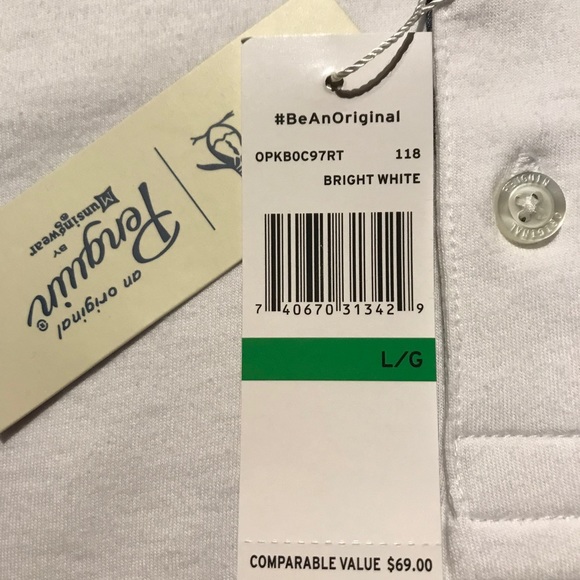 #BeAnOriginal
OPKB0C97RT 118
BRIGHT WHITE
7 40670 31342 9
L/G
COMPARABLE VALUE $69.00
an original
Penguin®
BY
Munsingwear
ORIGINAL
PENGUIN